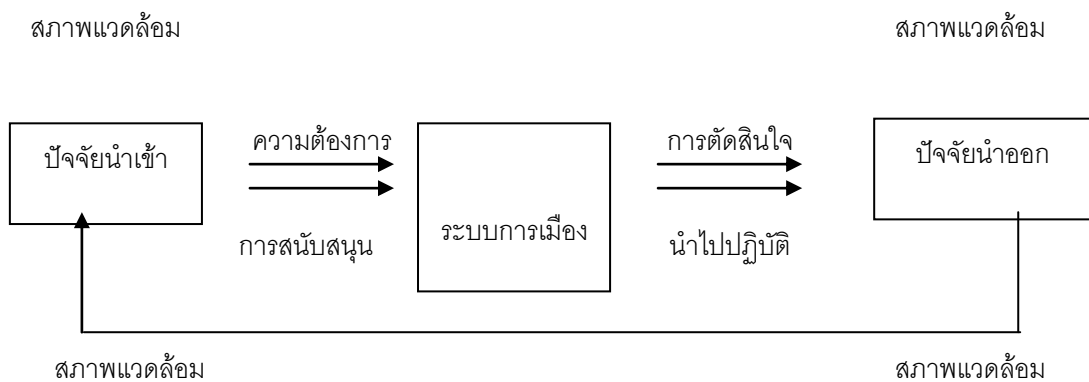 สภาพแวดล้อม สภาพแวดล้อม
ปัจจัยนำเข้า ความต้องการ การตัดสินใจ ปัจจัยนำออก
การสนับสนุน ระบบการเมือง นำไปปฏิบัติ
สภาพแวดล้อม สภาพแวดล้อม